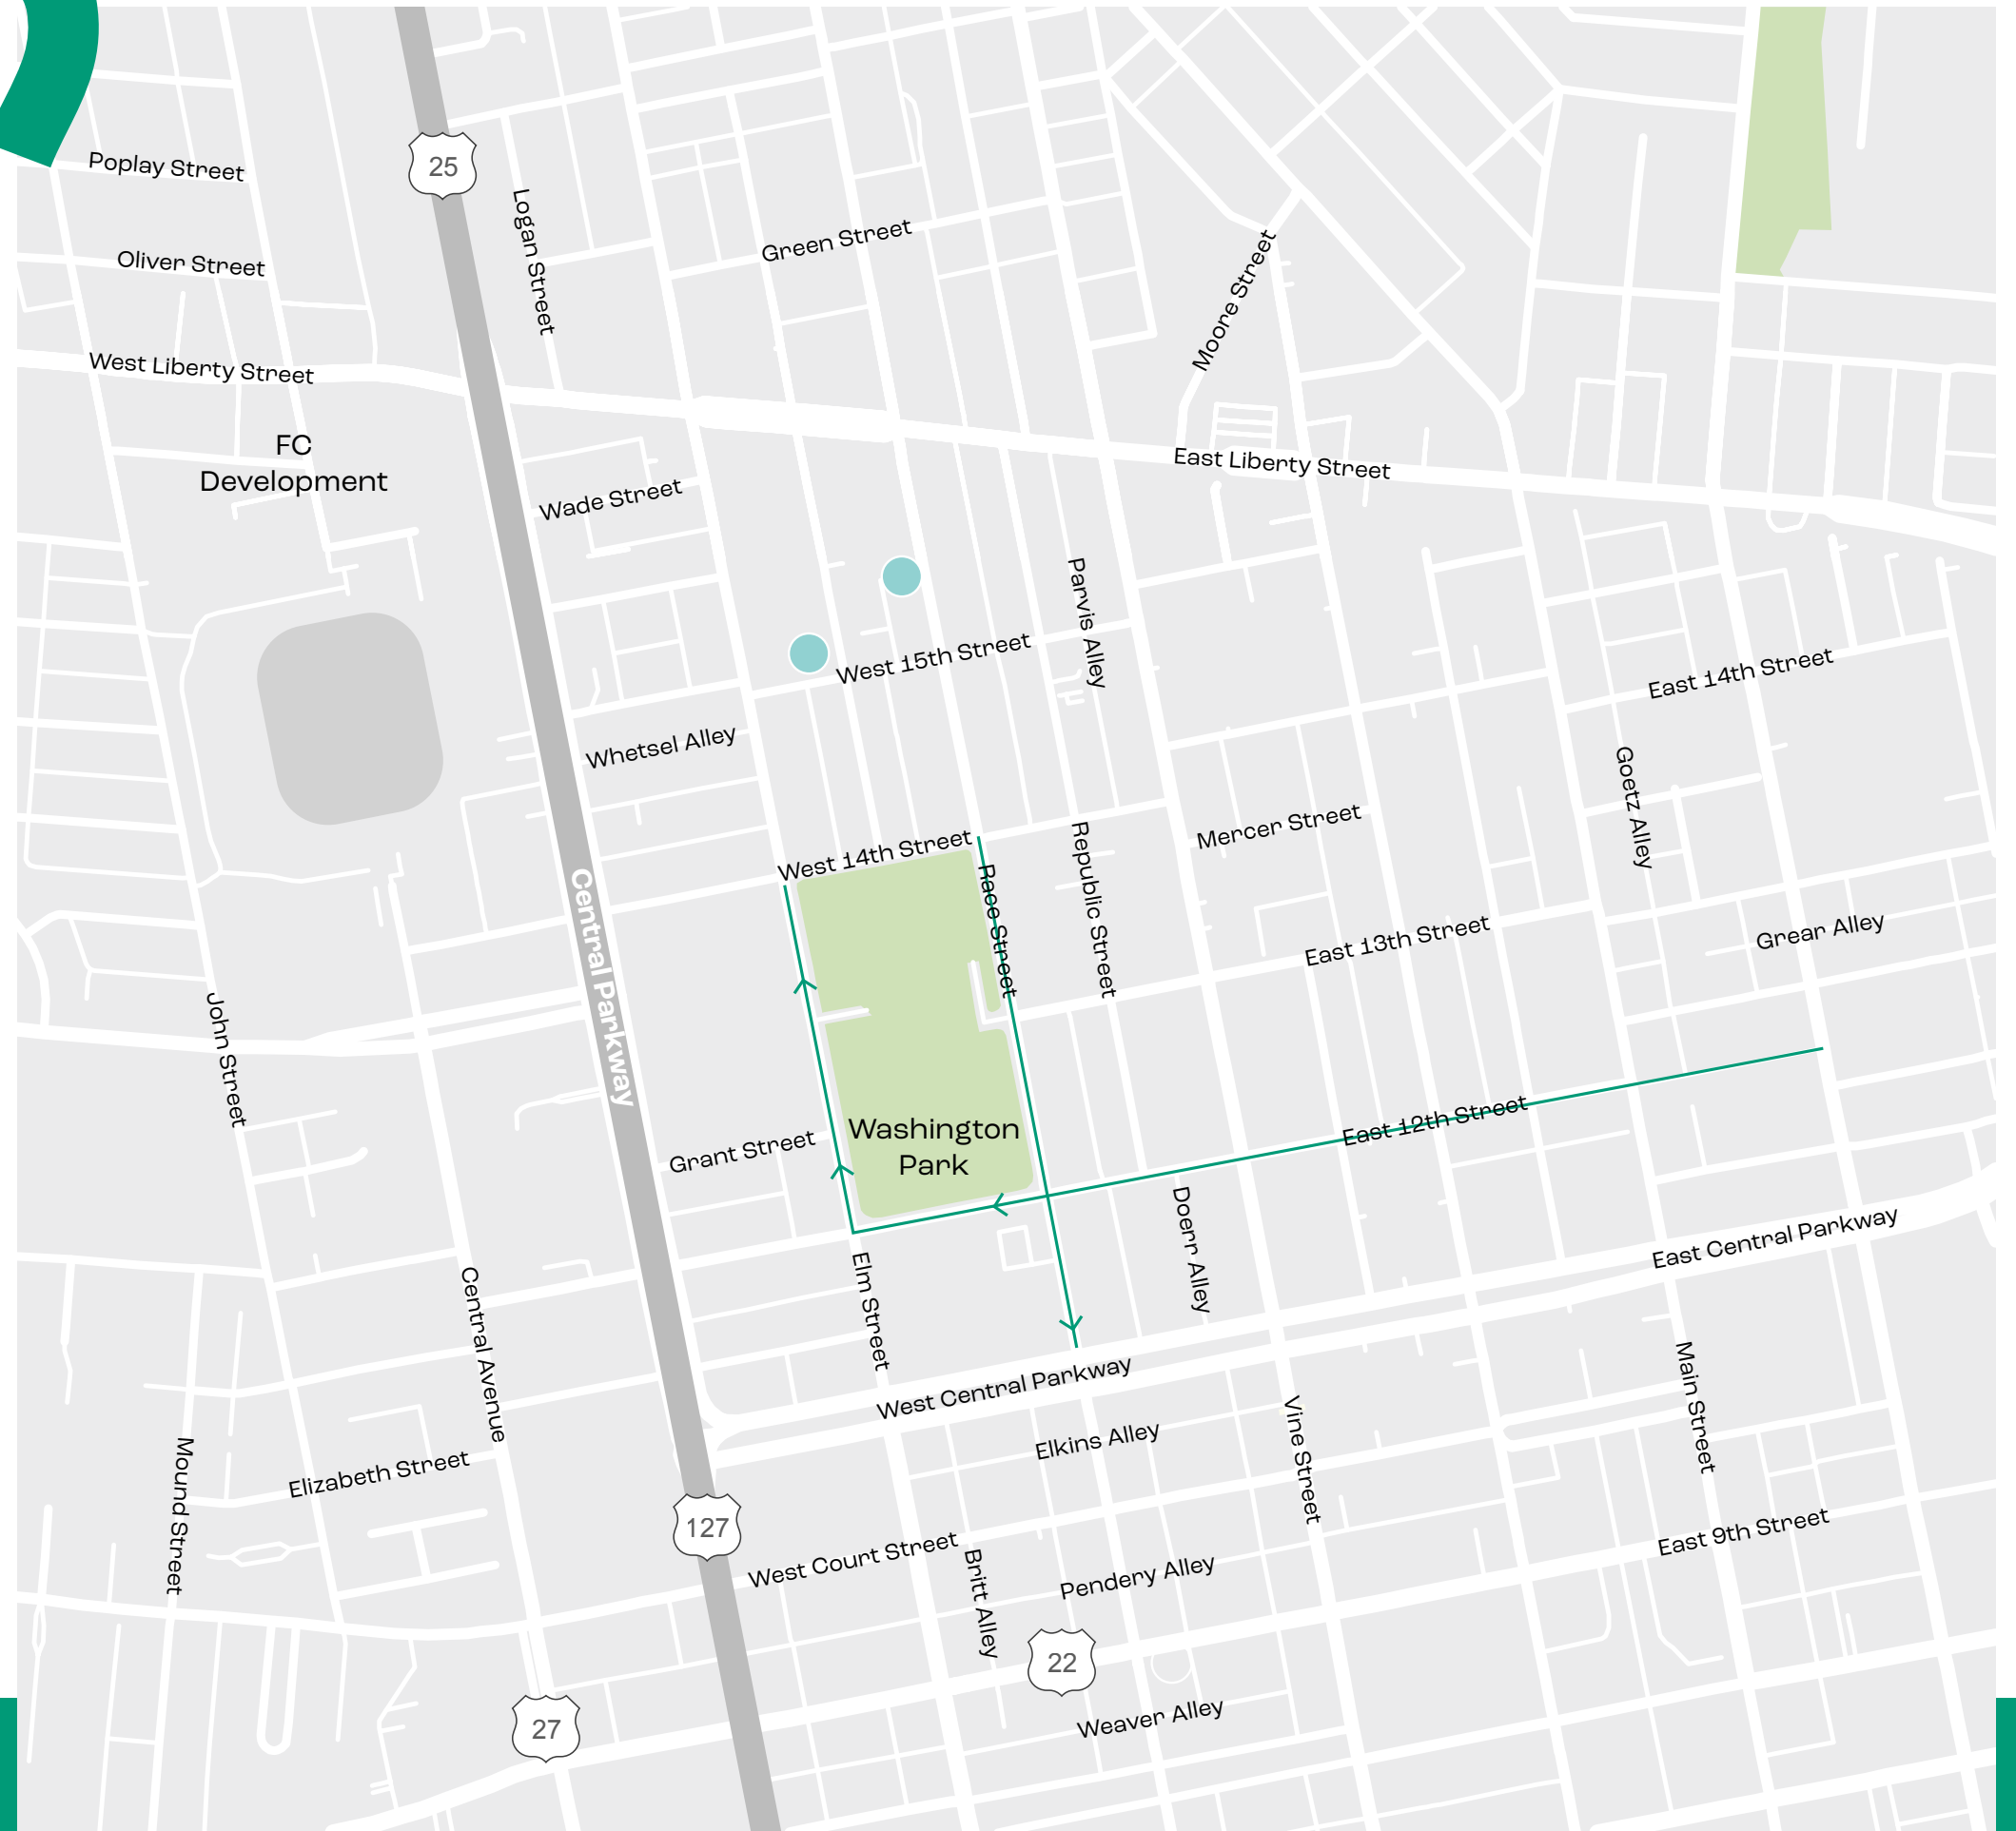 Poplay Street
25
Logan Street
Green Street
Oliver Street
Moore Street
West Liberty Street
FC
Development
East Liberty Street
Wade Street
Parvis Alley
West 15th Street
East 14th Street
Whetsel Alley
Goetz Alley
Mercer Street
West 14th Street
Republic Street
Race Street
Central Parkway
East 13th Street
Grear Alley
John Street
East 12th Street
Washington
Park
Grant Street
Doerr Alley
East Central Parkway
Elm Street
Central Avenue
Main Street
West Central Parkway
Vine Street
Elkins Alley
Mound Street
Elizabeth Street
127
East 9th Street
West Court Street
Britt Alley
Pendery Alley
22
27
Weaver Alley